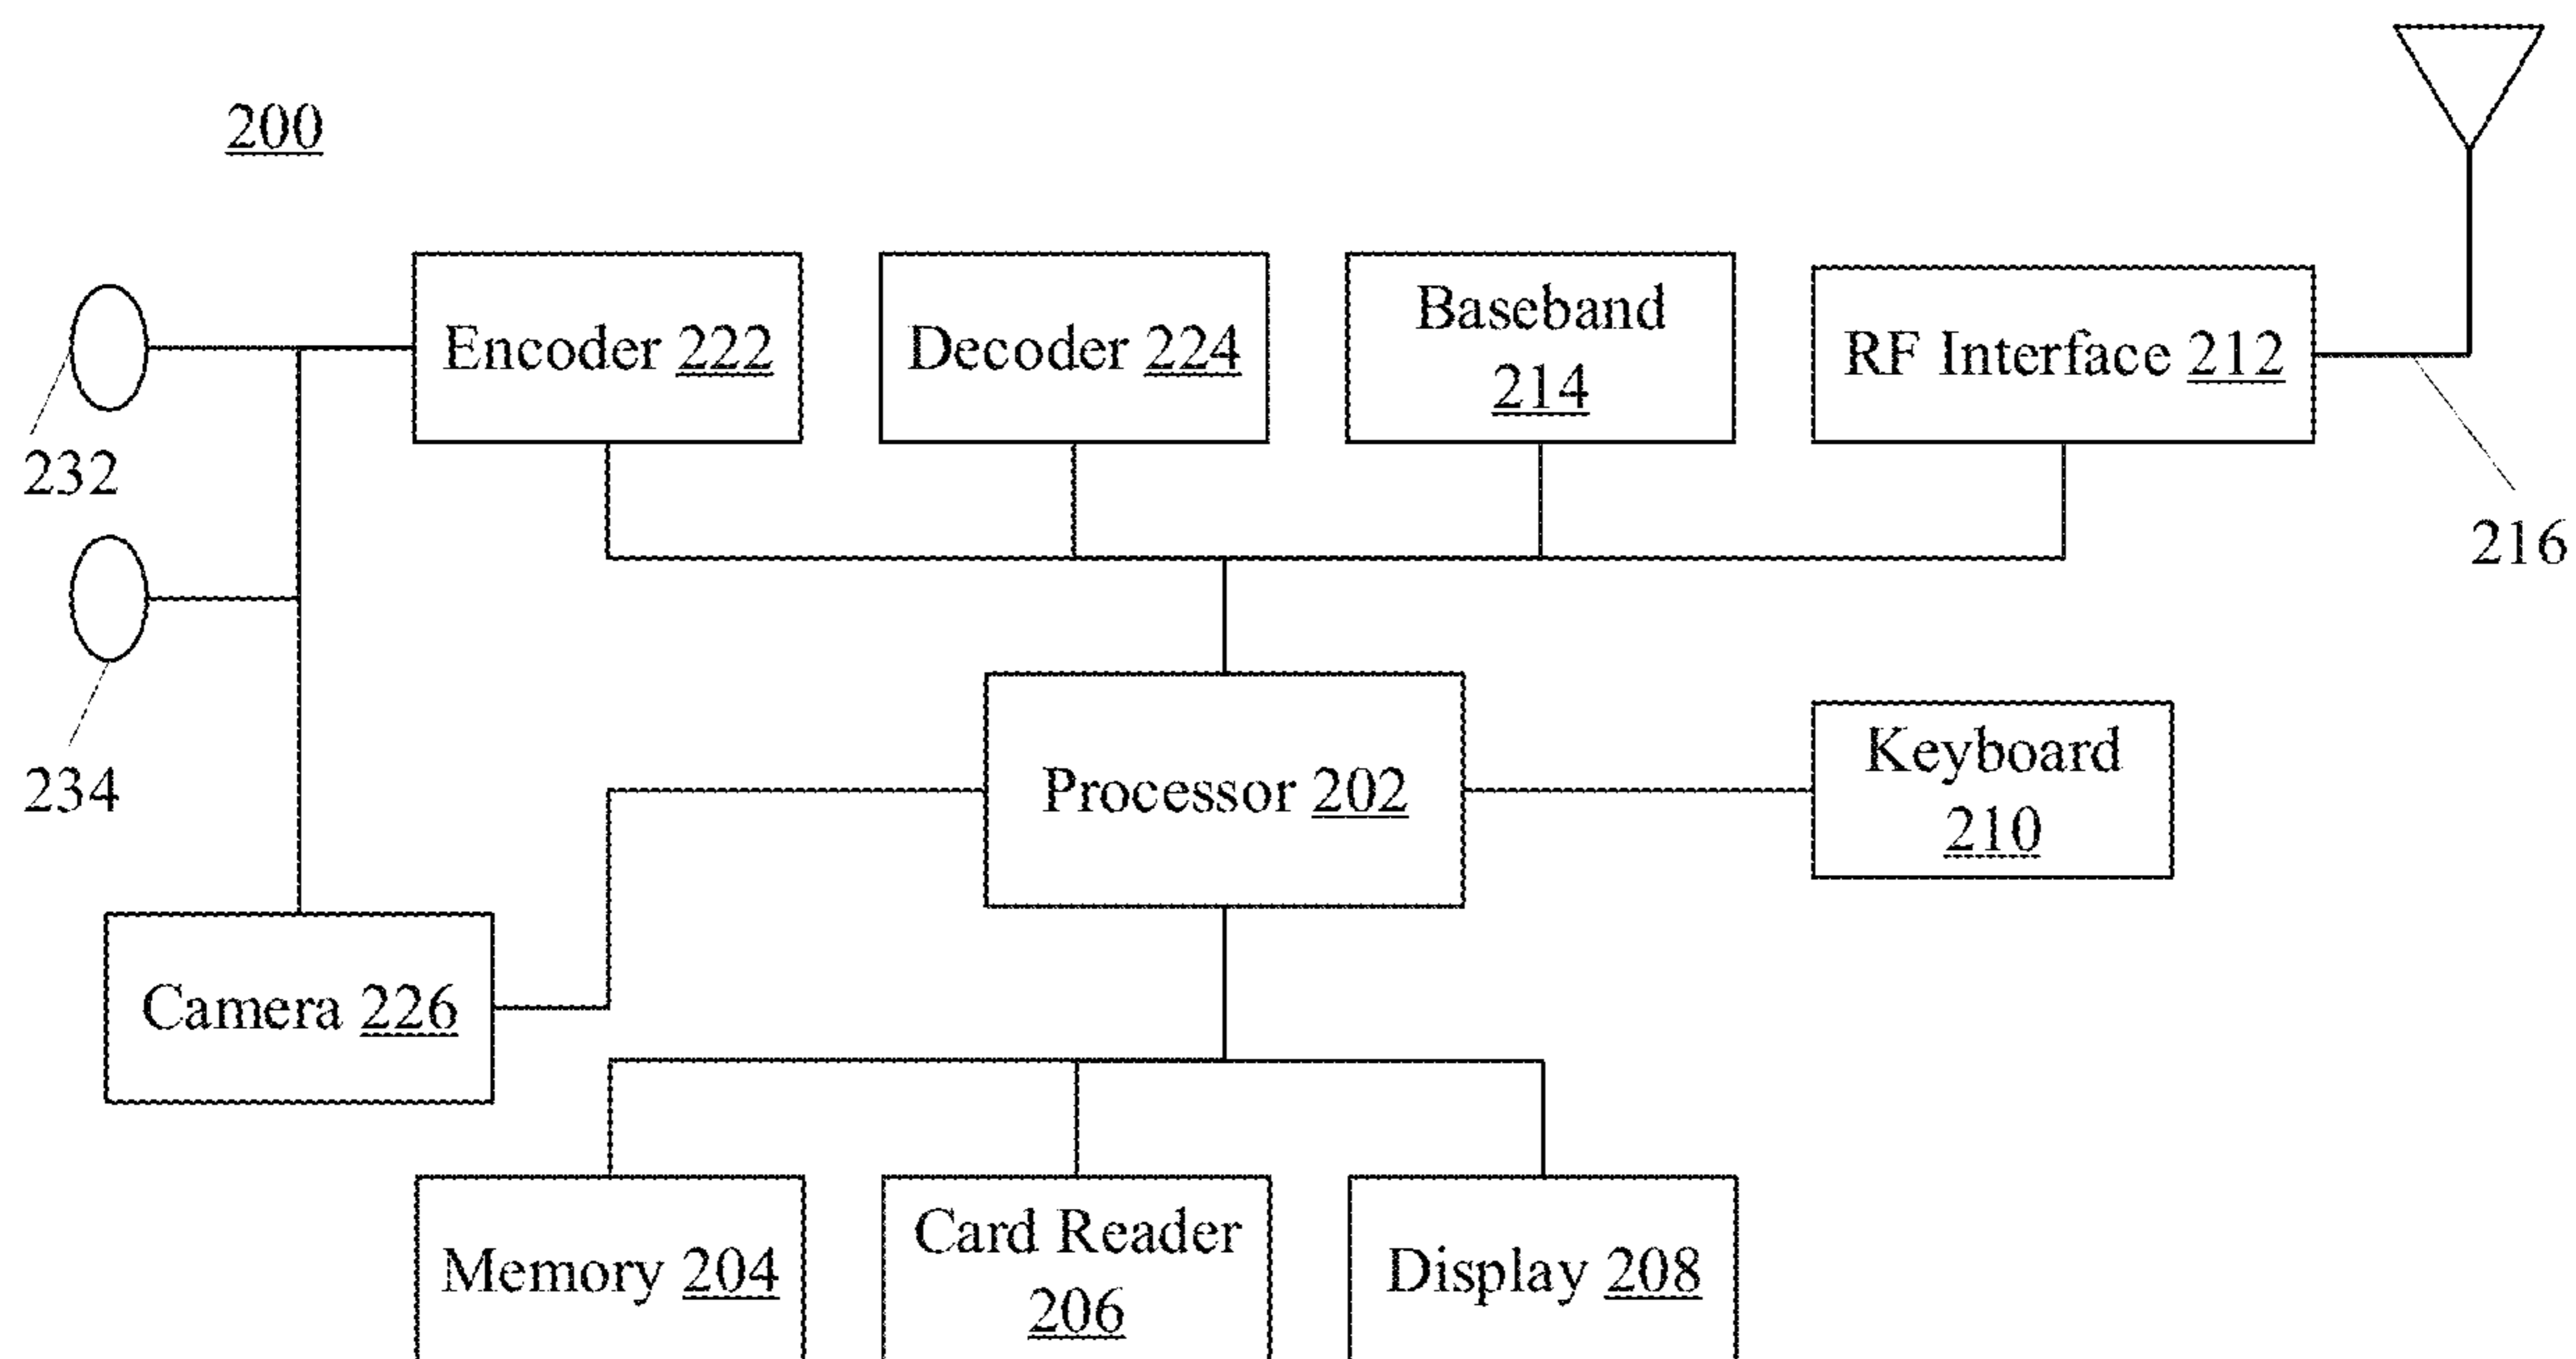 200
Encoder 222
Decoder 224
Baseband
214
RF Interface 212
232
216
234
Processor 202
Keyboard
210
Camera 226
Memory 204
Card Reader
206
Display 208